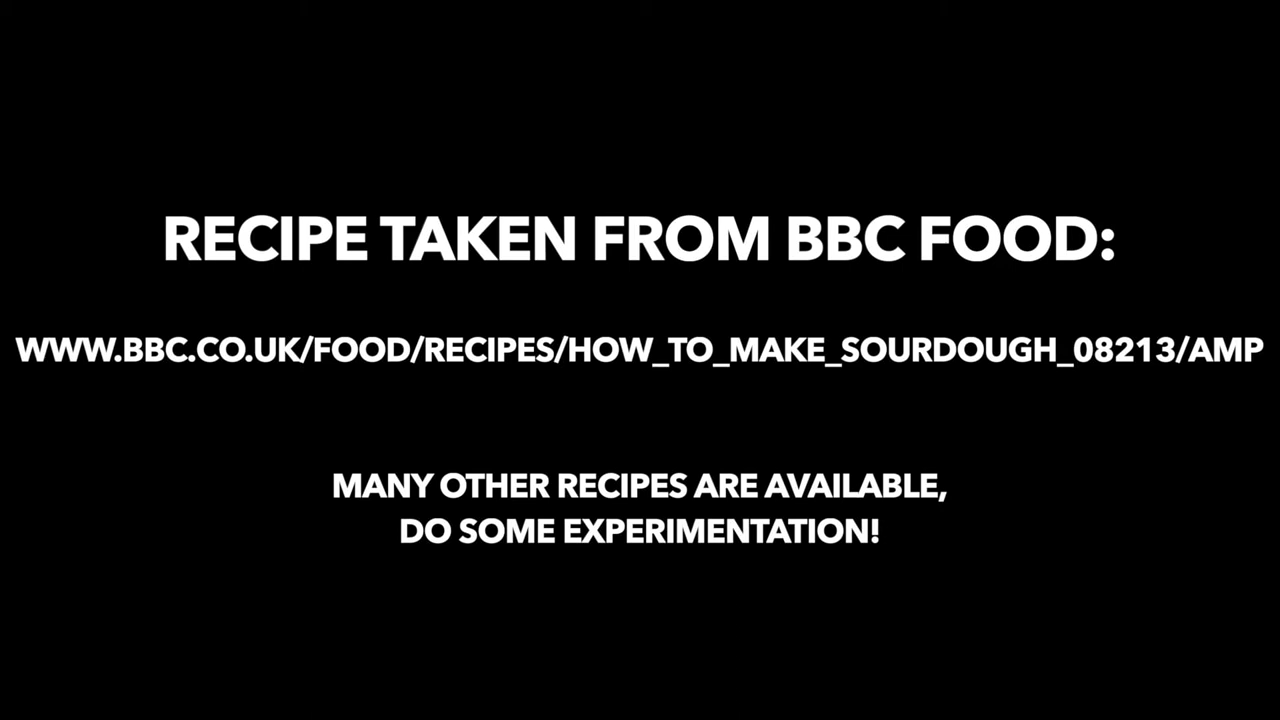 RECIPE TAKEN FROM BBC FOOD:
WWW.BBC.CO.UK/FOOD/RECIPES/HOW_TO_MAKE_SOURDOUGH_08213/AMP
MANY OTHER RECIPES ARE AVAILABLE,
DO SOME EXPERIMENTATION!